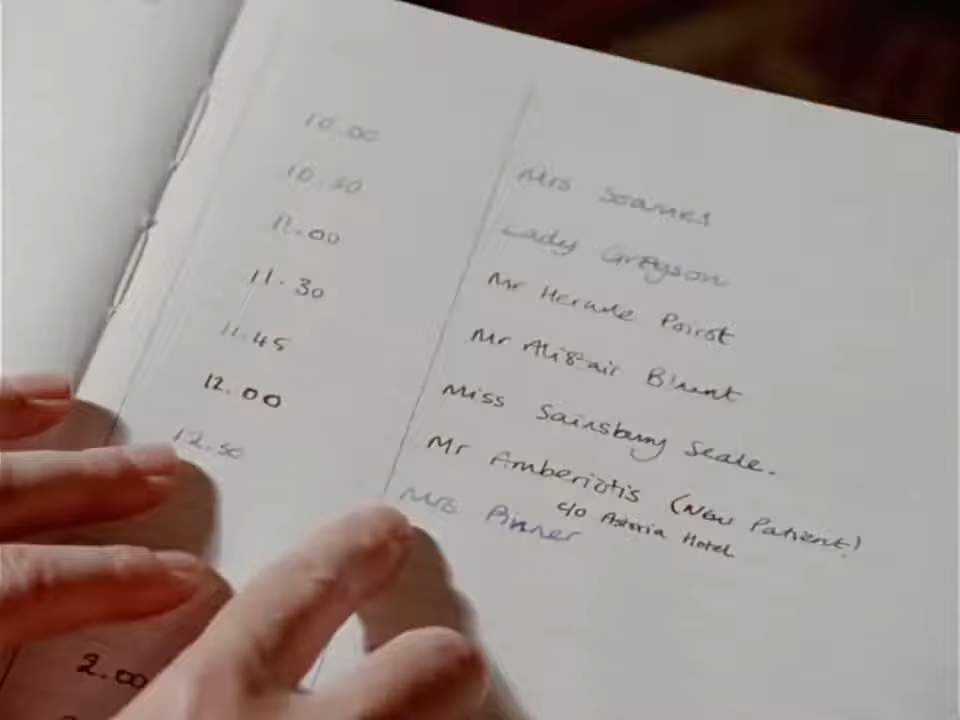 10.00 Mrs Soames
10.30 Lady Greyson
11.00 Mr Hercule Poirot
11.30 Mr Alistair Blunt
11.45 Miss Sainsbury Seale.
12.00 Mr Amberiotis (New Patient)
c/o Astoria Hotel
12.30 Mrs Pinner
2.00